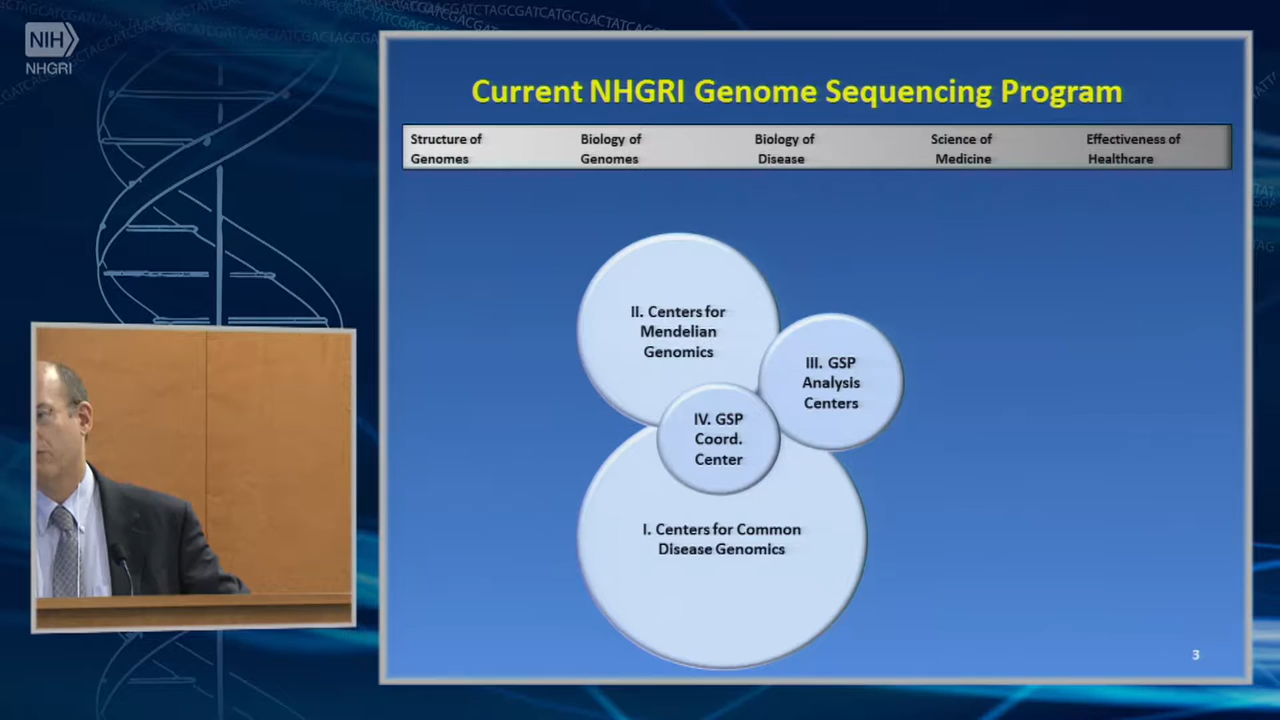 NIH
NHGRI
Current NHGRI Genome Sequencing Program
Structure of Genomes
Biology of Genomes
Biology of Disease
Science of Medicine
Effectiveness of Healthcare
II. Centers for
Mendelian
Genomics
III. GSP
Analysis
Centers
IV. GSP
Coord.
Center
I. Centers for Common
Disease Genomics
3